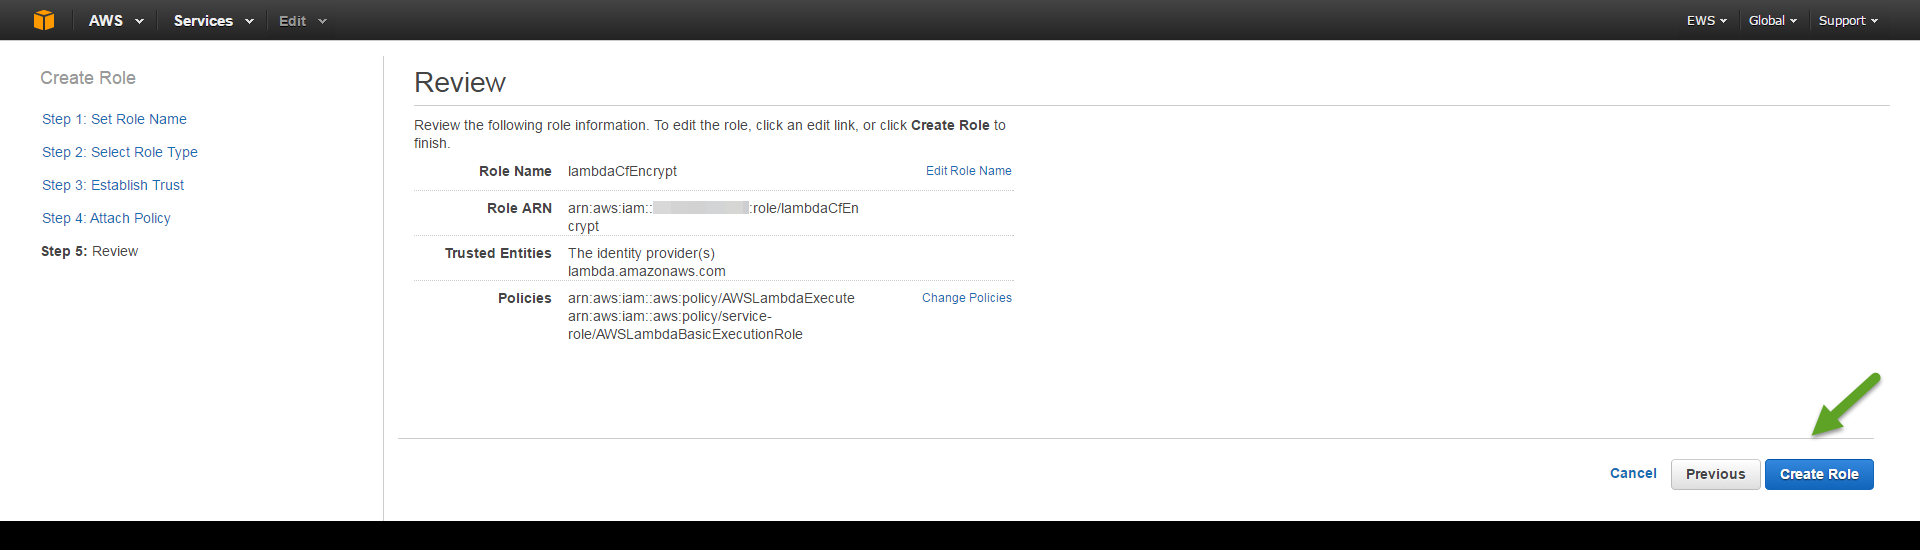 AWS Services Edit EWS Global Support
Create Role
Step 1: Set Role Name
Step 2: Select Role Type
Step 3: Establish Trust
Step 4: Attach Policy
Step 5: Review
Review
Review the following role information. To edit the role, click an edit link, or click Create Role to
finish.
Role Name lambdaCfEncrypt Edit Role Name
Role ARN arn:aws:iam:: :role/lambdaCfEn
crypt
Trusted Entities The identity provider(s)
lambda.amazonaws.com
Policies arn:aws:iam::aws:policy/AWSLambdaExecute Change Policies
arn:aws:iam::aws:policy/service-
role/AWSLambdaBasicExecutionRole
Cancel Previous Create Role